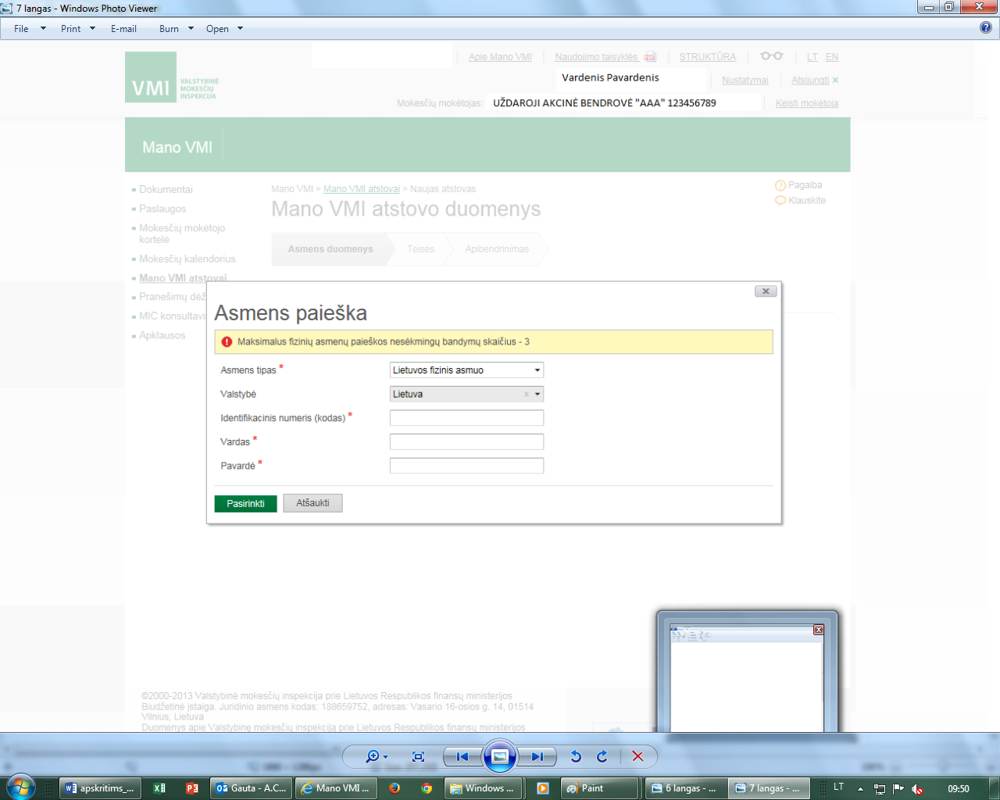 7 langas - Windows Photo Viewer
File Print E-mail Burn Open
Apie Mano VMI Naudojimo taisyklės STRUKTŪRA LT EN
VMI VALSTYBINĖ MOKESČIŲ INSPEKCIJA
Vardenis Pavardenis Nustatymai Atsijungti ×
Mokesčių mokėtojas: UŽDAROJI AKCINĖ BENDROVĖ "AAA" 123456789 Keisti mokėtoją
Mano VMI
Dokumentai
Paslaugos
Mokesčių mokėtojo
kortelė
Mokesčių kalendorius
Mano VMI atstovai
Pranešimų dėž
MIC konsultavi
Apklausos
Mano VMI > Mano VMI atstovai > Naujas atstovas
Mano VMI atstovo duomenys
Pagalba
Klauskite
Asmens duomenys Teisės Apibendrinimas
Asmens paieška
Maksimalus fizinių asmenų paieškos nesėkmingų bandymų skaičius - 3
Asmens tipas * Lietuvos fizinis asmuo
Valstybė Lietuva x
Identifikacinis numeris (kodas) *
Vardas *
Pavardė *
Pasirinkti Atšaukti
©2000-2013 Valstybinė mokesčių inspekcija prie Lietuvos Respublikos finansų ministerijos
Biudžetinė įstaiga. Juridinio asmens kodas: 188659752, adresas: Vasario 16-osios g. 14, 01514
Vilnius, Lietuva
Duomenys apie Valstybinę mokesčių inspekciją prie Lietuvos Respublikos finansų ministerijos
apskritims_... Gauta - A.C... Mano VMI ... Windows ... Paint 6 langas - ... 7 langas - ... LT 09:50